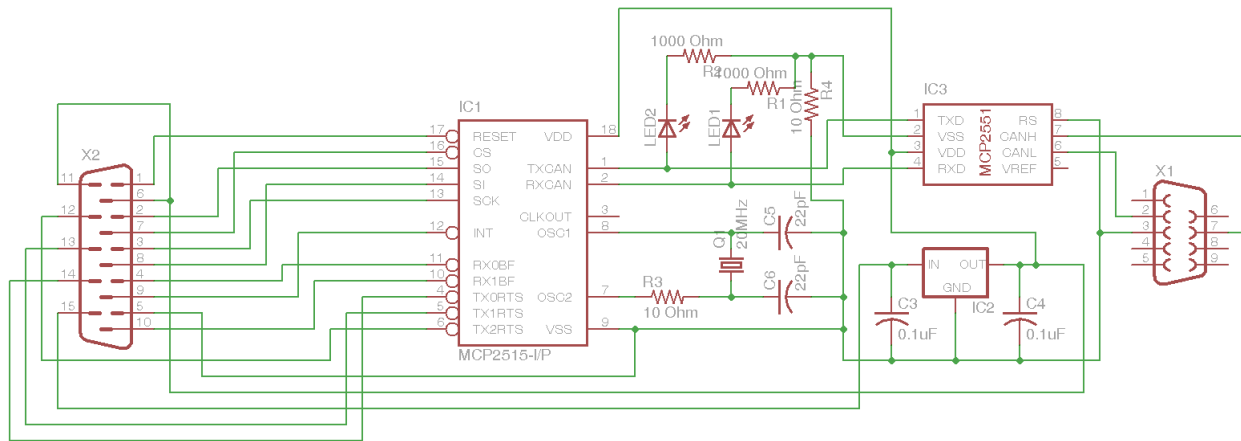 1000 Ohm
R2
1000 Ohm
R1
10 Ohm
R4
LED2
LED1
IC1
17 RESET VDD 18
16 CS
15 SO TXCAN 1
14 SI RXCAN 2
13 SCK
CLKOUT 3
12 INT OSC1 8
11 RX0BF
10 RX1BF
4 TX0RTS OSC2 7
5 TX1RTS
6 TX2RTS VSS 9
MCP2515-I/P
X2
11 1
6
12 2
7
13 3
8
14 4
9
15 5
10
Q1
20MHz
C5
22pF
C6
22pF
R3
10 Ohm
IC3
MCP2551
1 TXD RS 8
2 VSS CANH 7
3 VDD CANL 6
4 RXD VREF 5
IN OUT
GND
IC2
C3
0.1uF
C4
0.1uF
X1
1
2 6
3 7
4 8
5 9